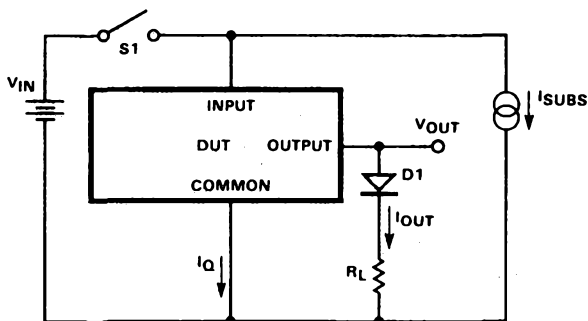 S1
VIN
INPUT
ISUBS
DUT
OUTPUT
VOUT
COMMON
D1
IOUT
IQ
RL